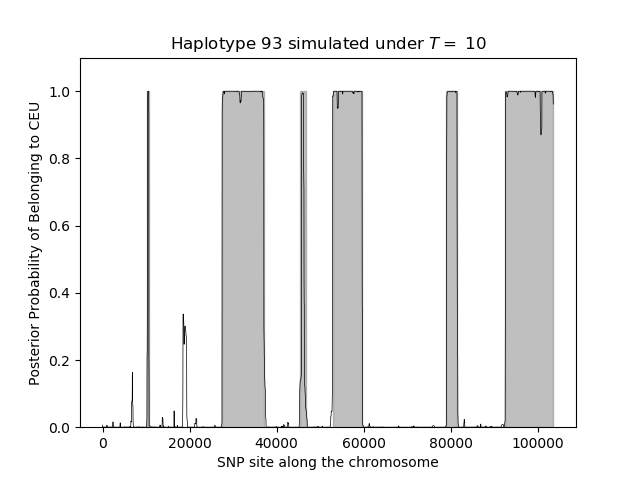 Haplotype 93 simulated under T = 10
Posterior Probability of Belonging to CEU
1.0
0.8
0.6
0.4
0.2
0.0
0 20000 40000 60000 80000 100000
SNP site along the chromosome